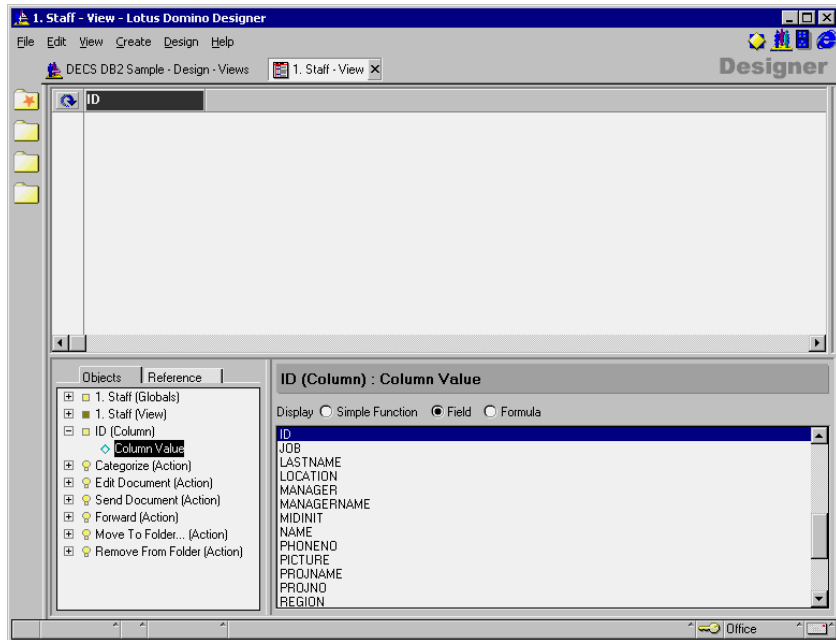 1. Staff - View - Lotus Domino Designer
File Edit View Create Design Help
DECS DB2 Sample - Design - Views 1. Staff - View
Designer
ID
Objects Reference
1. Staff (Globals)
1. Staff (View)
ID (Column)
Column Value
Categorize (Action)
Edit Document (Action)
Send Document (Action)
Forward (Action)
Move To Folder... (Action)
Remove From Folder (Action)
ID (Column) : Column Value
Display Simple Function Field Formula
ID
JOB
LASTNAME
LOCATION
MANAGER
MANAGERNAME
MIDINIT
NAME
PHONENO
PICTURE
PROJNAME
PROJNO
REGION
Office